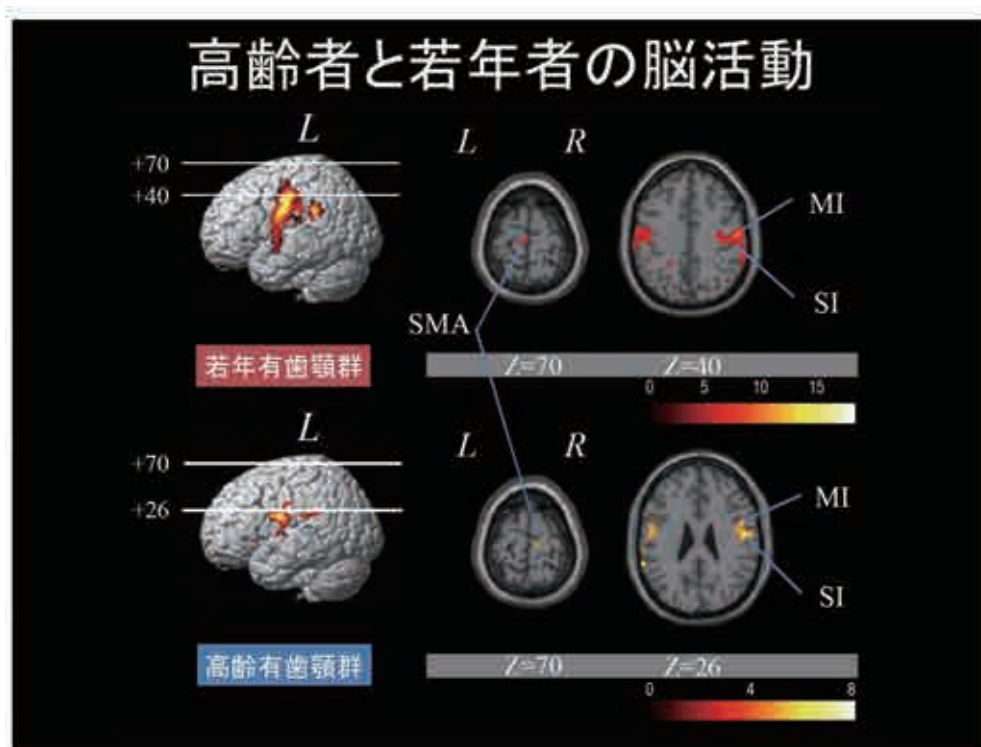 高齢者と若年者の脳活動
L
+70
+40
L R
MI
SI
SMA
若年有歯顎群
Z=70 Z=40
0 5 10 15
L
+70
+26
L R
MI
SI
高齢有歯顎群
Z=70 Z=26
0 4 8